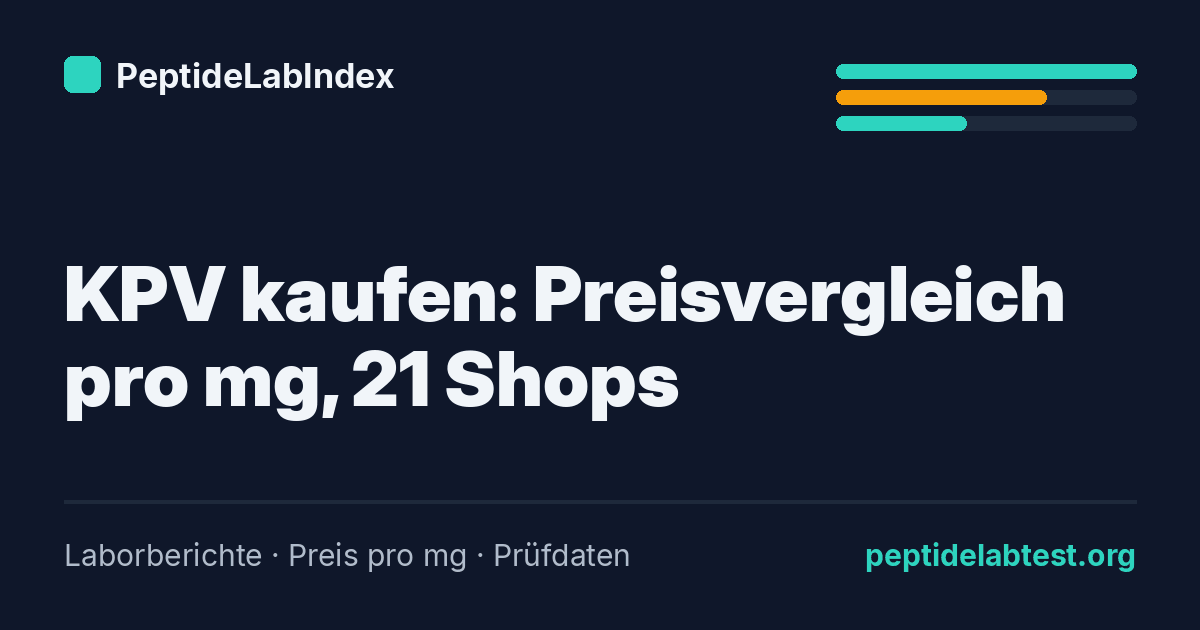 PeptideLabIndex
KPV kaufen: Preisvergleich
pro mg, 21 Shops
Laborberichte · Preis pro mg · Prüfdaten
peptidelabtest.org